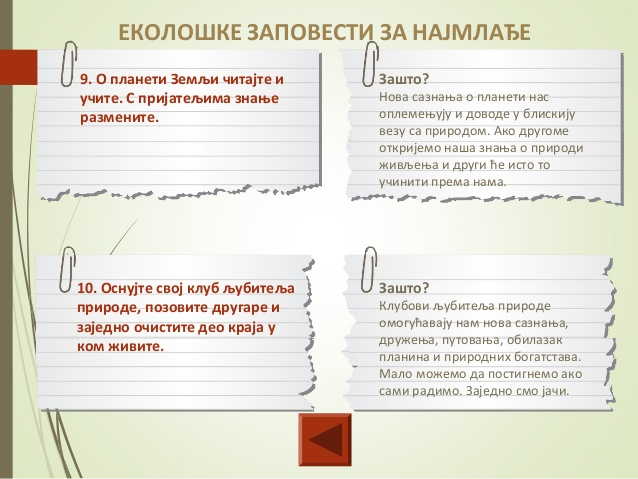 ЕКОЛОШКЕ ЗАПОВЕСТИ ЗА НАЈМЛАЂЕ
9. О планети Земљи читајте и
учите. С пријатељима знање
размените.
Зашто?
Нова сазнања о планети нас
оплемењују и доводе у блискију
везу са природом. Ако другоме
откријемо наша знања о природи
живљења и други ће исто то
учинити према нама.
10. Оснујте свој клуб љубитеља
природе, позовите другаре и
заједно очистите део краја у
ком живите.
Зашто?
Клубови љубитеља природе
омогућавају нам нова сазнања,
дружења, путовања, обилазак
планина и природних богатстава.
Мало можемо да постигнемо ако
сами радимо. Заједно смо јачи.